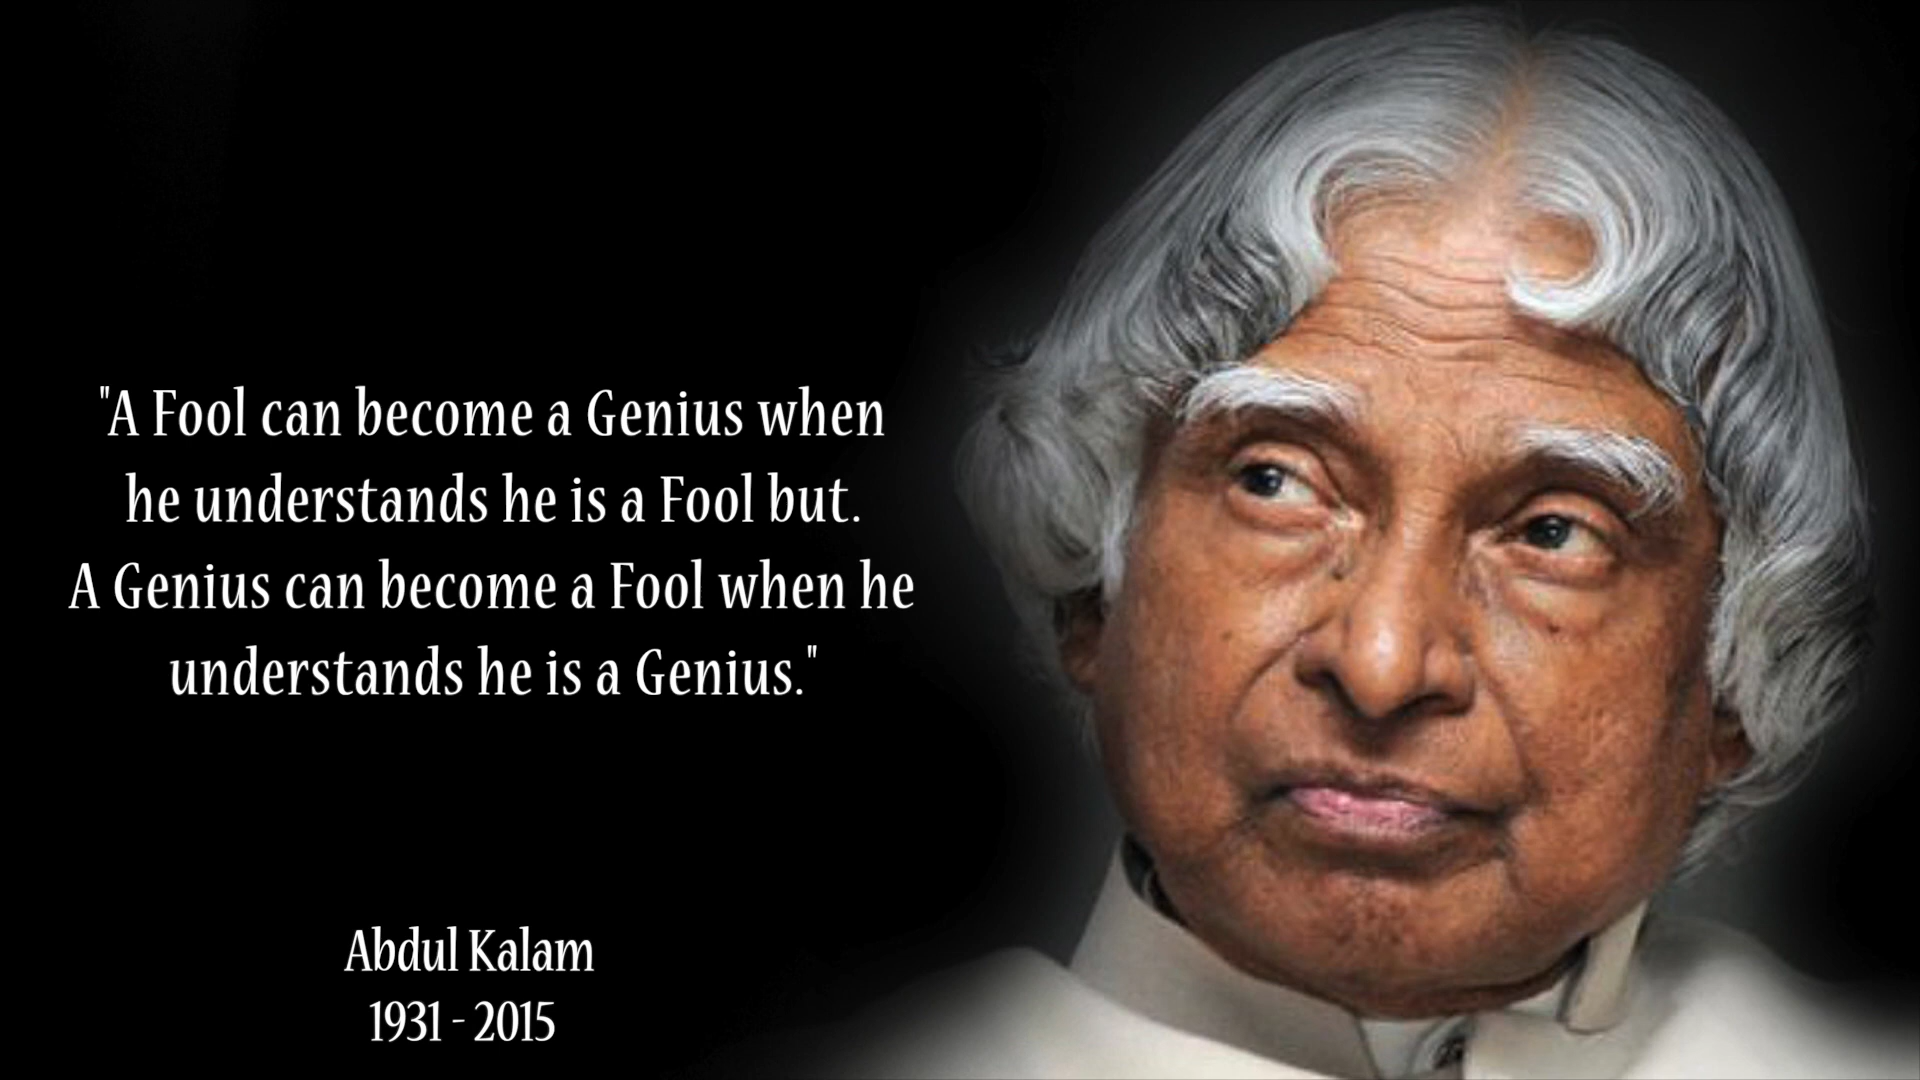 "A Fool can become a Genius when
he understands he is a Fool but.
A Genius can become a Fool when he
understands he is a Genius."
Abdul Kalam
1931 - 2015